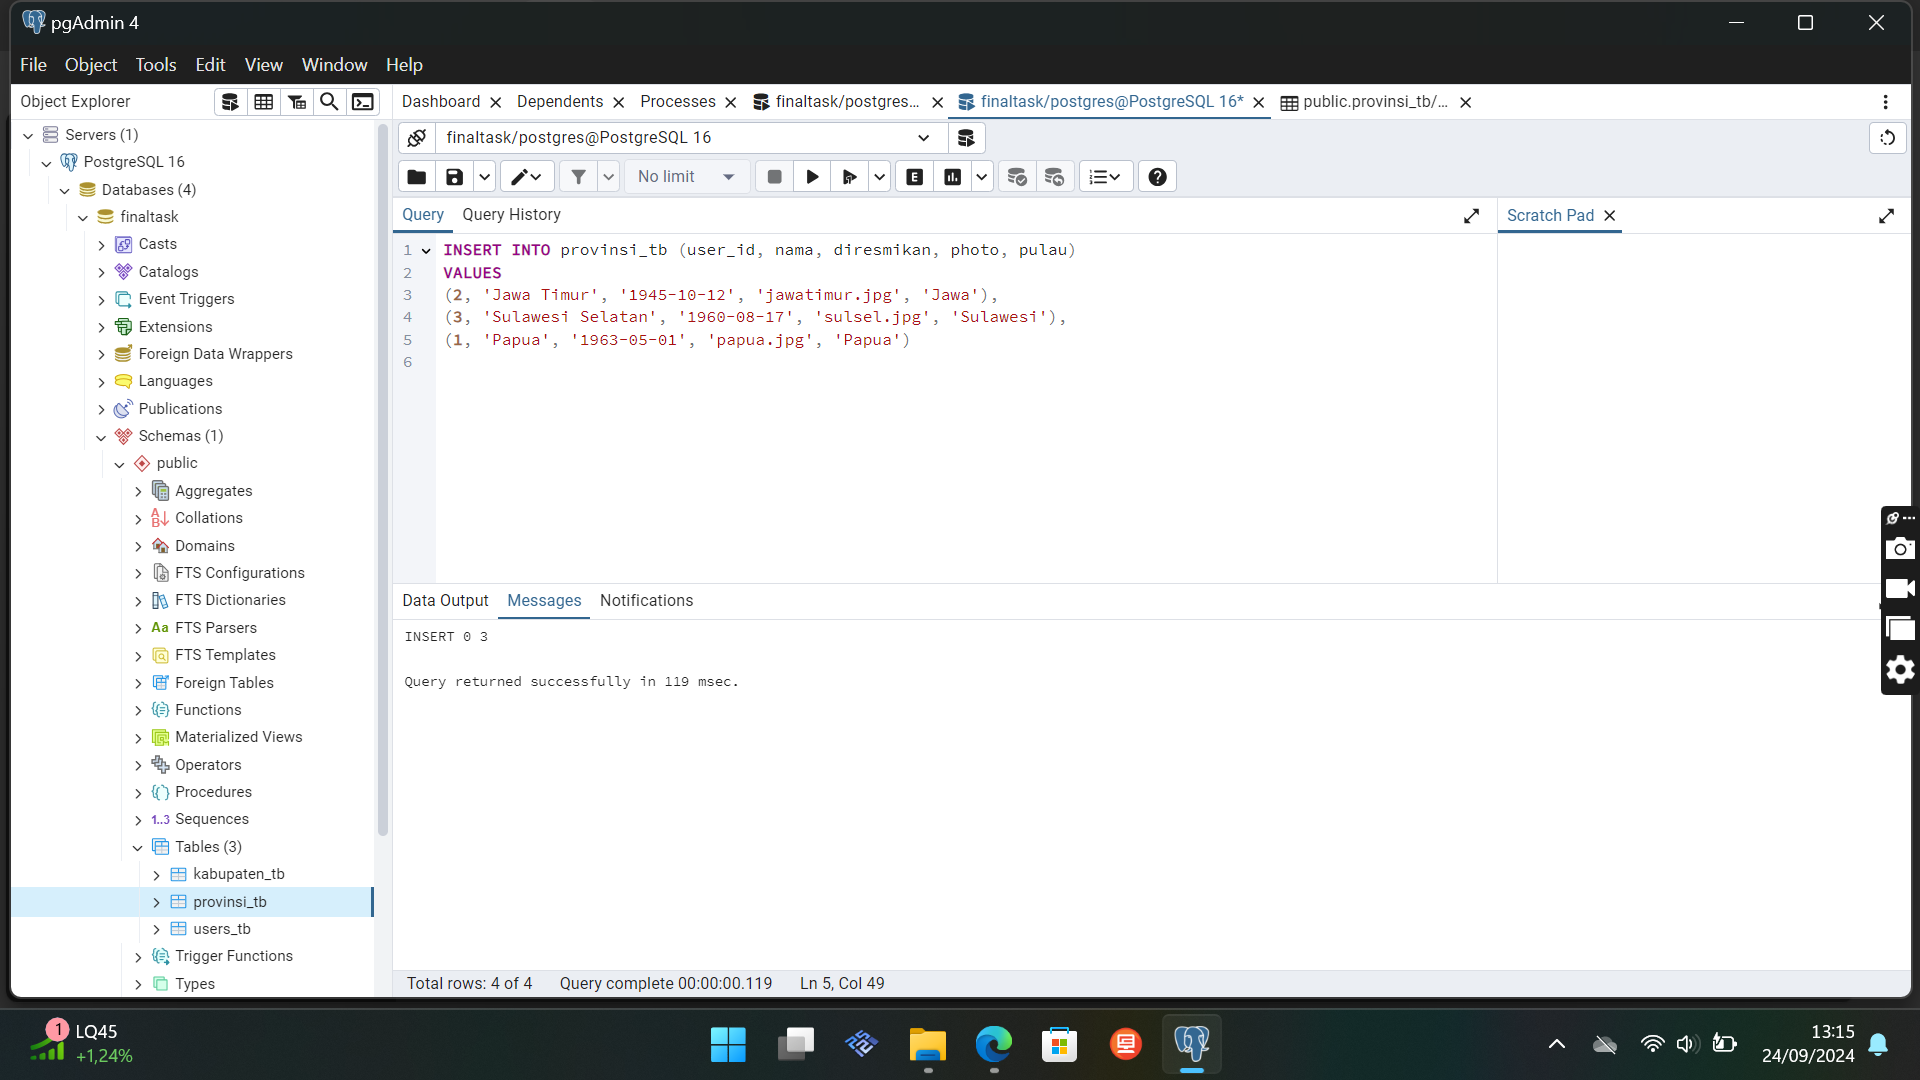 pgAdmin 4
File Object Tools Edit View Window Help
Object Explorer
Dashboard Dependents Processes finaltask/postgres... finaltask/postgres@PostgreSQL 16* public.provinsi_tb/...
Servers (1)
PostgreSQL 16
Databases (4)
finaltask
Casts
Catalogs
Event Triggers
Extensions
Foreign Data Wrappers
Languages
Publications
Schemas (1)
public
Aggregates
Collations
Domains
FTS Configurations
FTS Dictionaries
Aa FTS Parsers
FTS Templates
Foreign Tables
Functions
Materialized Views
Operators
Procedures
1..3 Sequences
Tables (3)
kabupaten_tb
provinsi_tb
users_tb
Trigger Functions
Types
finaltask/postgres@PostgreSQL 16
No limit
E
Query Query History
Scratch Pad
1 INSERT INTO provinsi_tb (user_id, nama, diresmikan, photo, pulau)
2 VALUES
3 (2, 'Jawa Timur', '1945-10-12', 'jawatimur.jpg', 'Jawa'),
4 (3, 'Sulawesi Selatan', '1960-08-17', 'sulsel.jpg', 'Sulawesi'),
5 (1, 'Papua', '1963-05-01', 'papua.jpg', 'Papua')
6
Data Output Messages Notifications
INSERT 0 3
Query returned successfully in 119 msec.
Total rows: 4 of 4 Query complete 00:00:00.119 Ln 5, Col 49
1
LQ45
+1,24%
13:15
24/09/2024